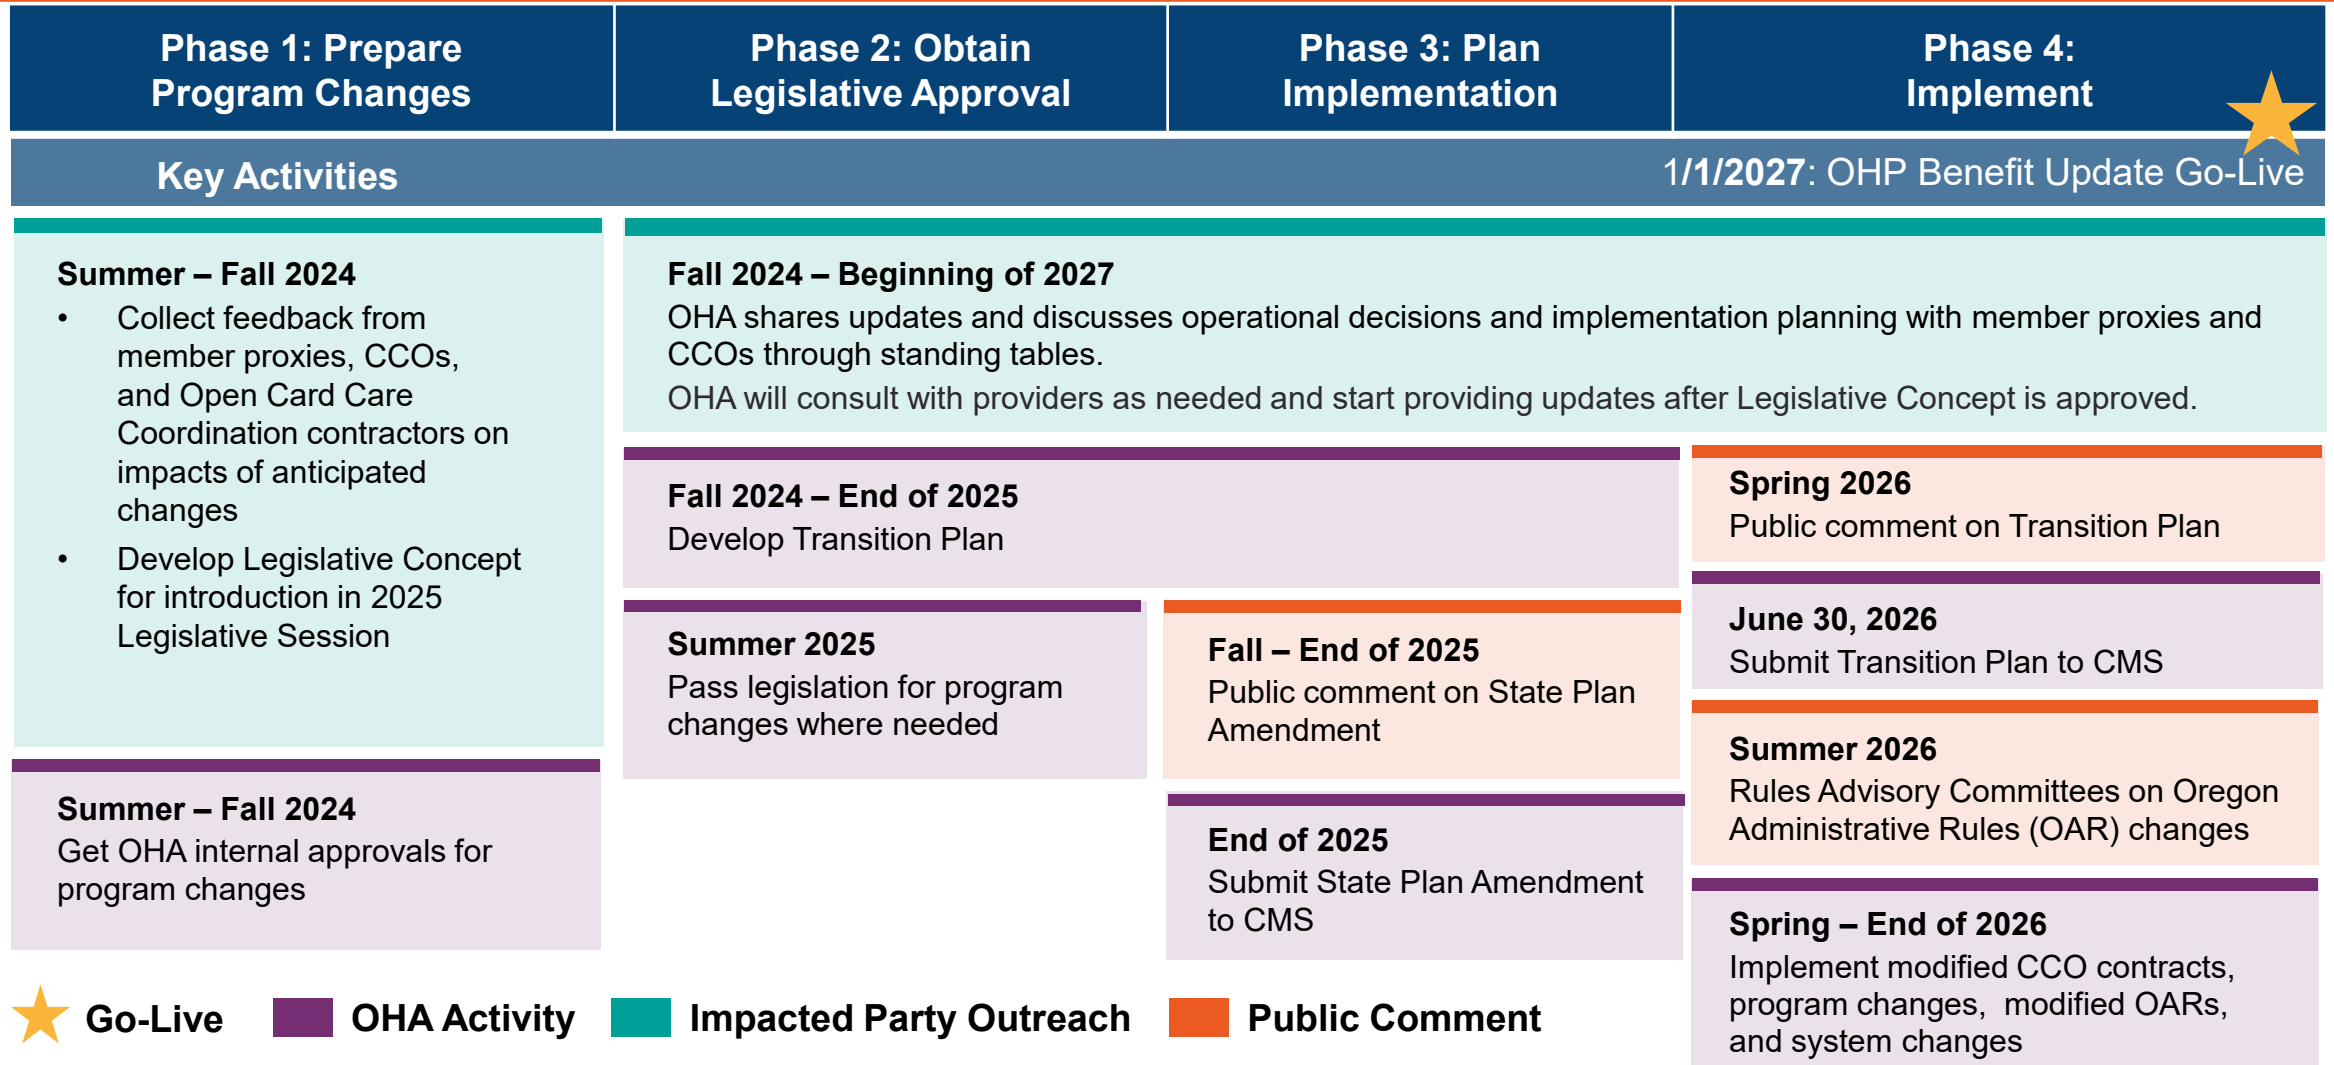 Phase 1: Prepare
Program Changes
Phase 2: Obtain
Legislative Approval
Phase 3: Plan
Implementation
Phase 4:
Implement
Key Activities
1/1/2027: OHP Benefit Update Go-Live
Summer – Fall 2024
• Collect feedback from
member proxies, CCOs,
and Open Card Care
Coordination contractors on
impacts of anticipated
changes
• Develop Legislative Concept
for introduction in 2025
Legislative Session
Summer – Fall 2024
Get OHA internal approvals for
program changes
Fall 2024 – Beginning of 2027
OHA shares updates and discusses operational decisions and implementation planning with member proxies and
CCOs through standing tables.
OHA will consult with providers as needed and start providing updates after Legislative Concept is approved.
Fall 2024 – End of 2025
Develop Transition Plan
Summer 2025
Pass legislation for program
changes where needed
Fall – End of 2025
Public comment on State Plan
Amendment
End of 2025
Submit State Plan Amendment
to CMS
Spring 2026
Public comment on Transition Plan
June 30, 2026
Submit Transition Plan to CMS
Summer 2026
Rules Advisory Committees on Oregon
Administrative Rules (OAR) changes
Spring – End of 2026
Implement modified CCO contracts,
program changes,  modified OARs,
and system changes
Go-Live
OHA Activity
Impacted Party Outreach
Public Comment